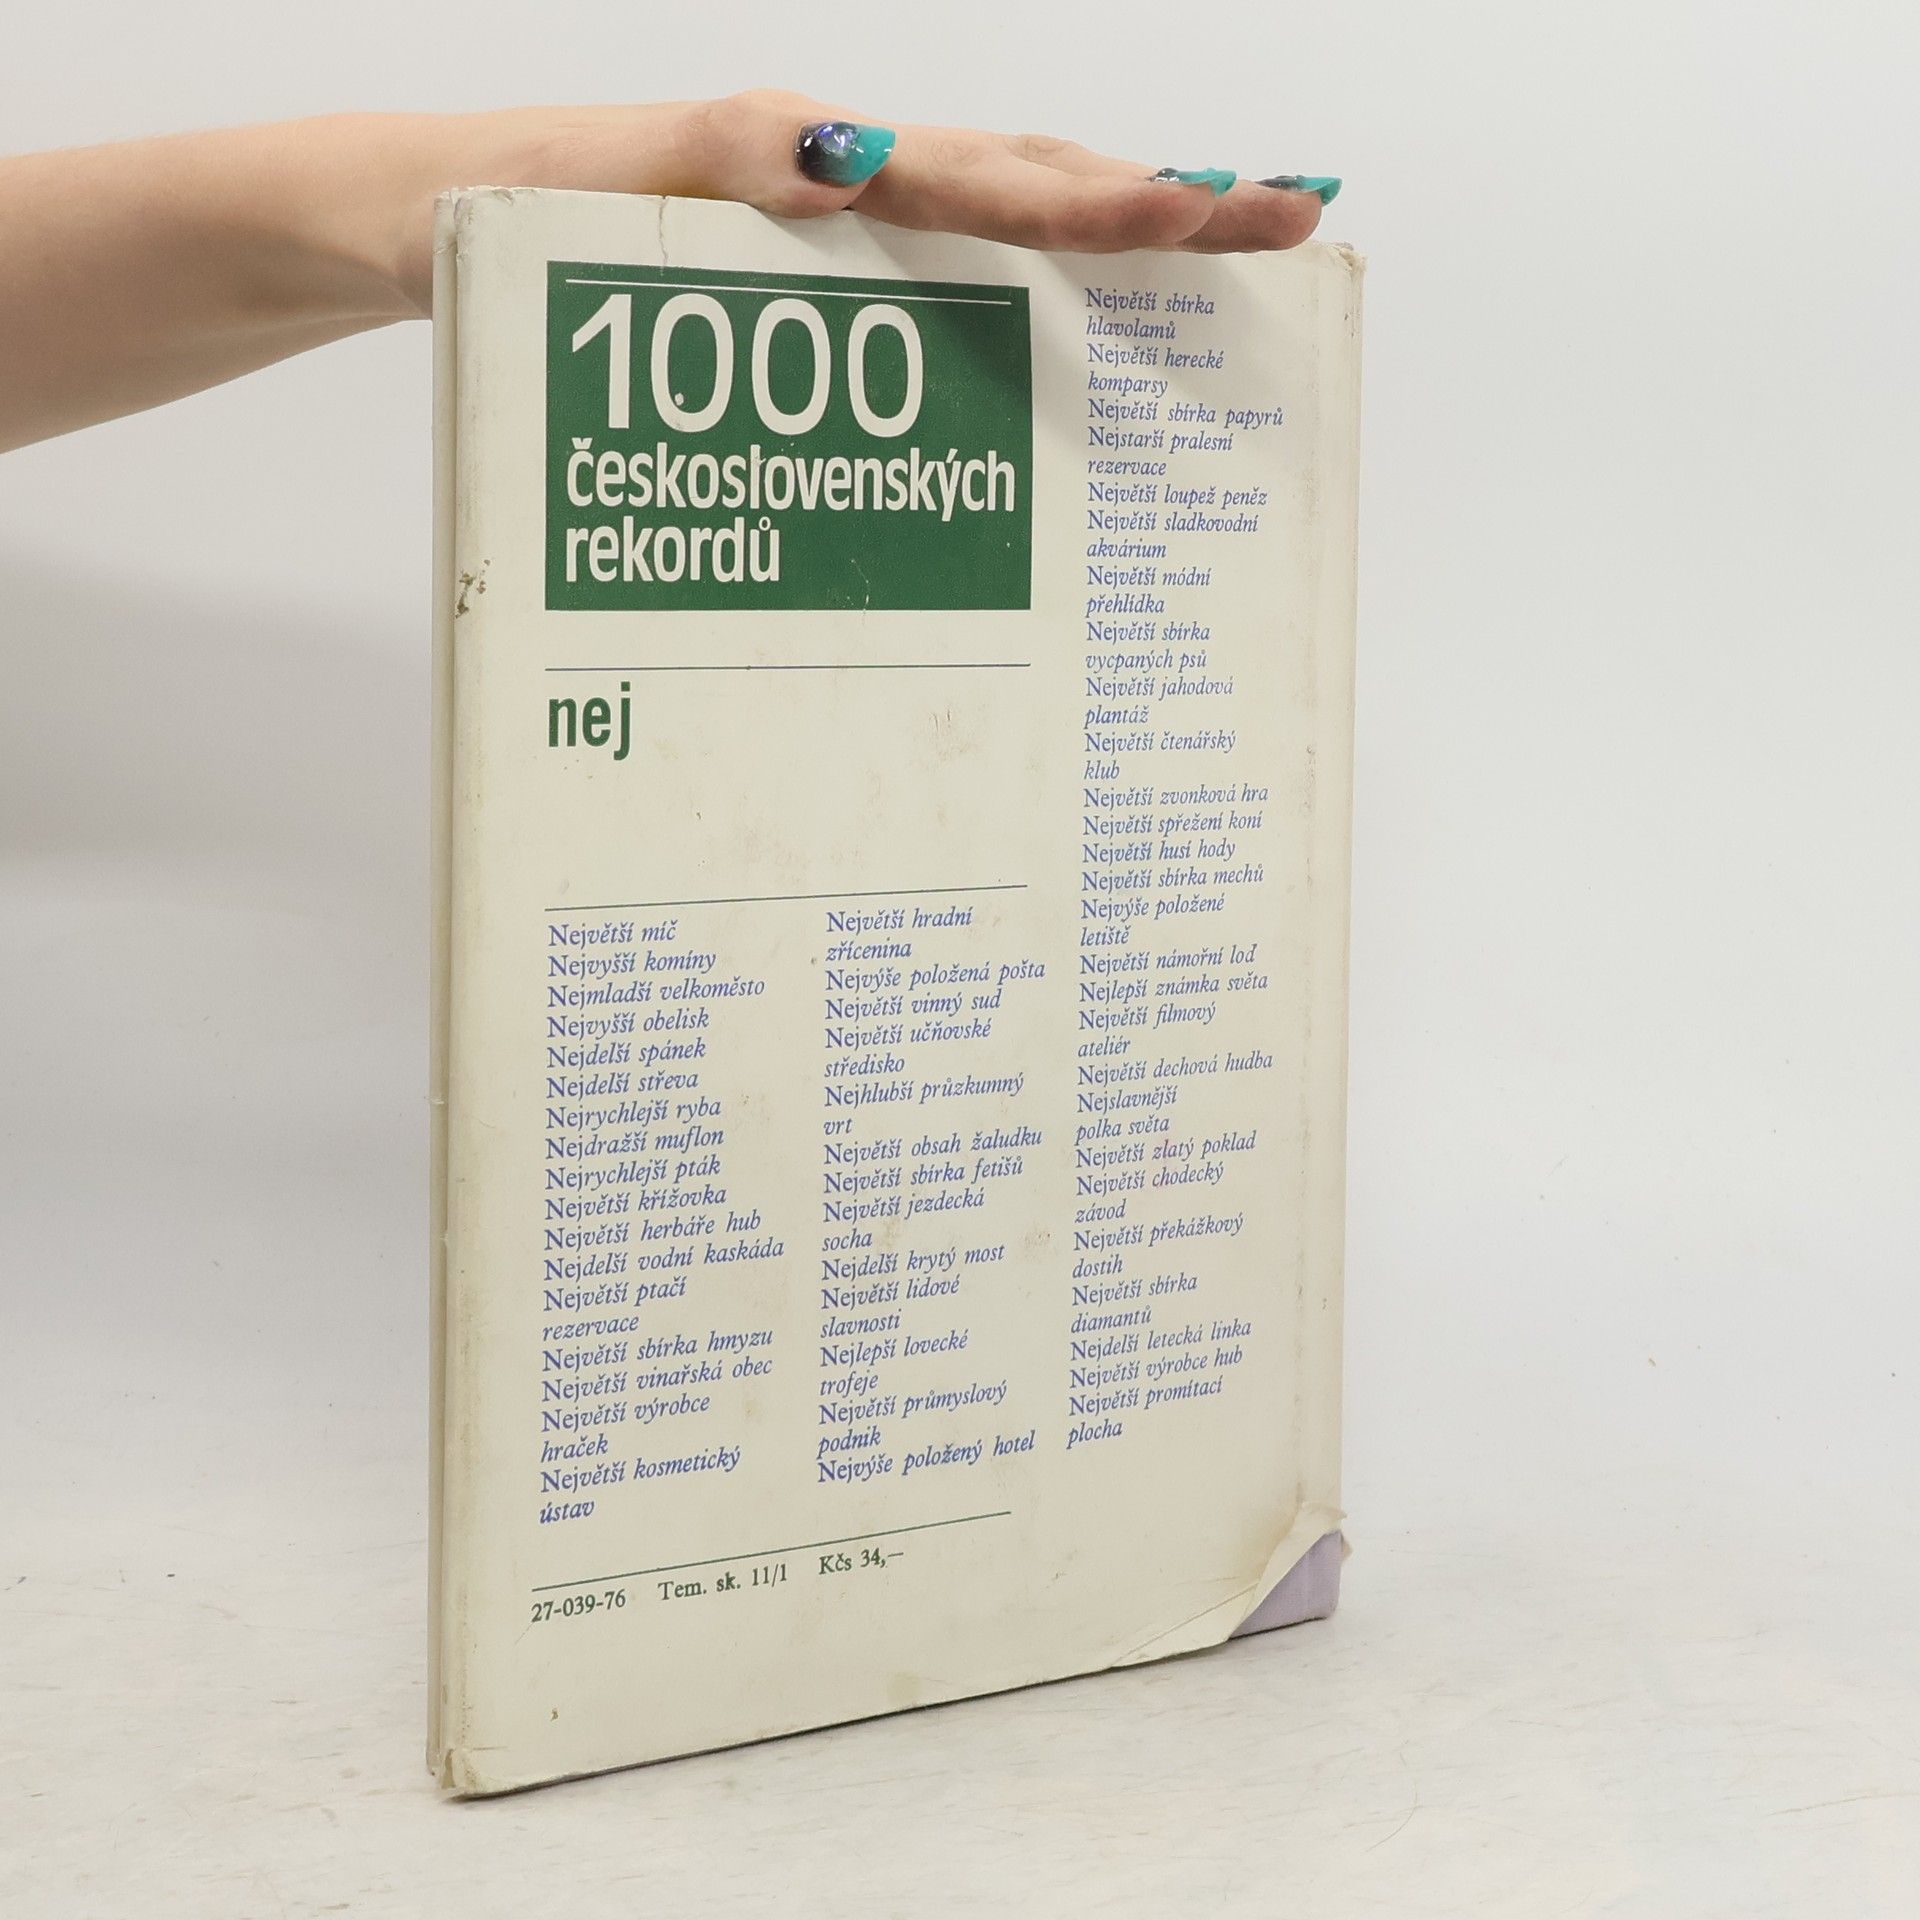 1000
československých
rekordů
nej
Největší míč
Nejvyšší komíny
Nejmladší velkoměsto
Nejvyšší obelisk
Nejdelší spánek
Nejdelší střeva
Nejrychlejší ryba
Nejdražší muflon
Nejrychlejší pták
Největší křížovka
Největší herbáře hub
Nejdelší vodní kaskáda
Největší ptačí
rezervace
Největší sbírka hmyzu
Největší vinařská obec
Největší výrobce
hraček
Největší kosmetický
ústav
Největší hradní
zřícenina
Nejvýše položená pošta
Největší vinný sud
Největší učňovské
středisko
Nejhlubší průzkumný
vrt
Největší obsah žaludku
Největší sbírka fetišů
Největší jezdecká
socha
Nejdelší krytý most
Největší lidové
slavnosti
Nejlepší lovecké
trofeje
Největší průmyslový
podnik
Nejvýše položený hotel
Největší sbírka
hlavolamů
Největší herecké
komparsy
Největší sbírka papyrů
Nejstarší pralesní
rezervace
Největší loupež peněz
Největší sladkovodní
akvárium
Největší módní
přehlídka
Největší sbírka
vycpaných psů
Největší jahodová
plantáž
Největší čtenářský
klub
Největší zvonková hra
Největší spřežení koní
Největší husí hody
Největší sbírka mechů
Nejvýše položené
letiště
Největší námořní loď
Nejlepší známka světa
Největší filmový
ateliér
Největší dechová hudba
Nejslavnější
polka světa
Největší zlatý poklad
Největší chodecký
závod
Největší překážkový
dostih
Největší sbírka
diamantů
Nejdelší letecká linka
Největší výrobce hub
Největší promítací
plocha
27-039-76 Tem. sk. 11/1 Kčs 34,—